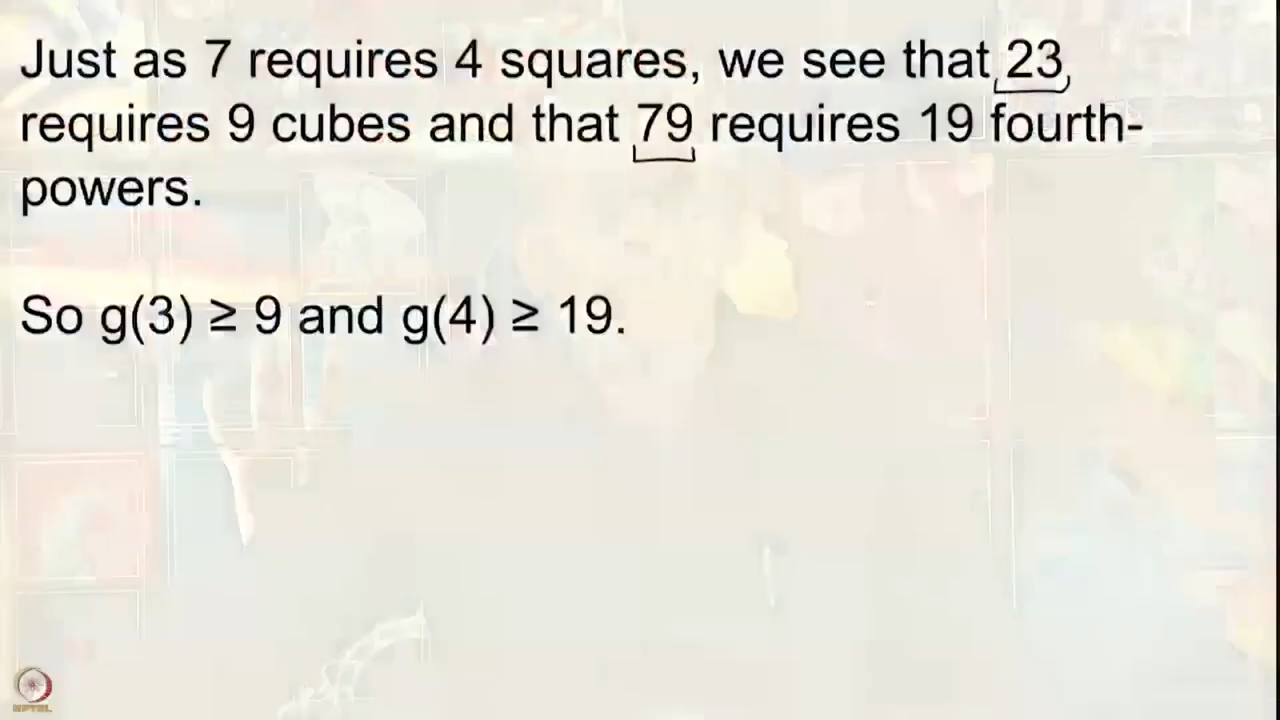 Just as 7 requires 4 squares, we see that 23
requires 9 cubes and that 79 requires 19 fourth-
powers.
So g(3) ≥ 9 and g(4) ≥ 19.
NPTEL